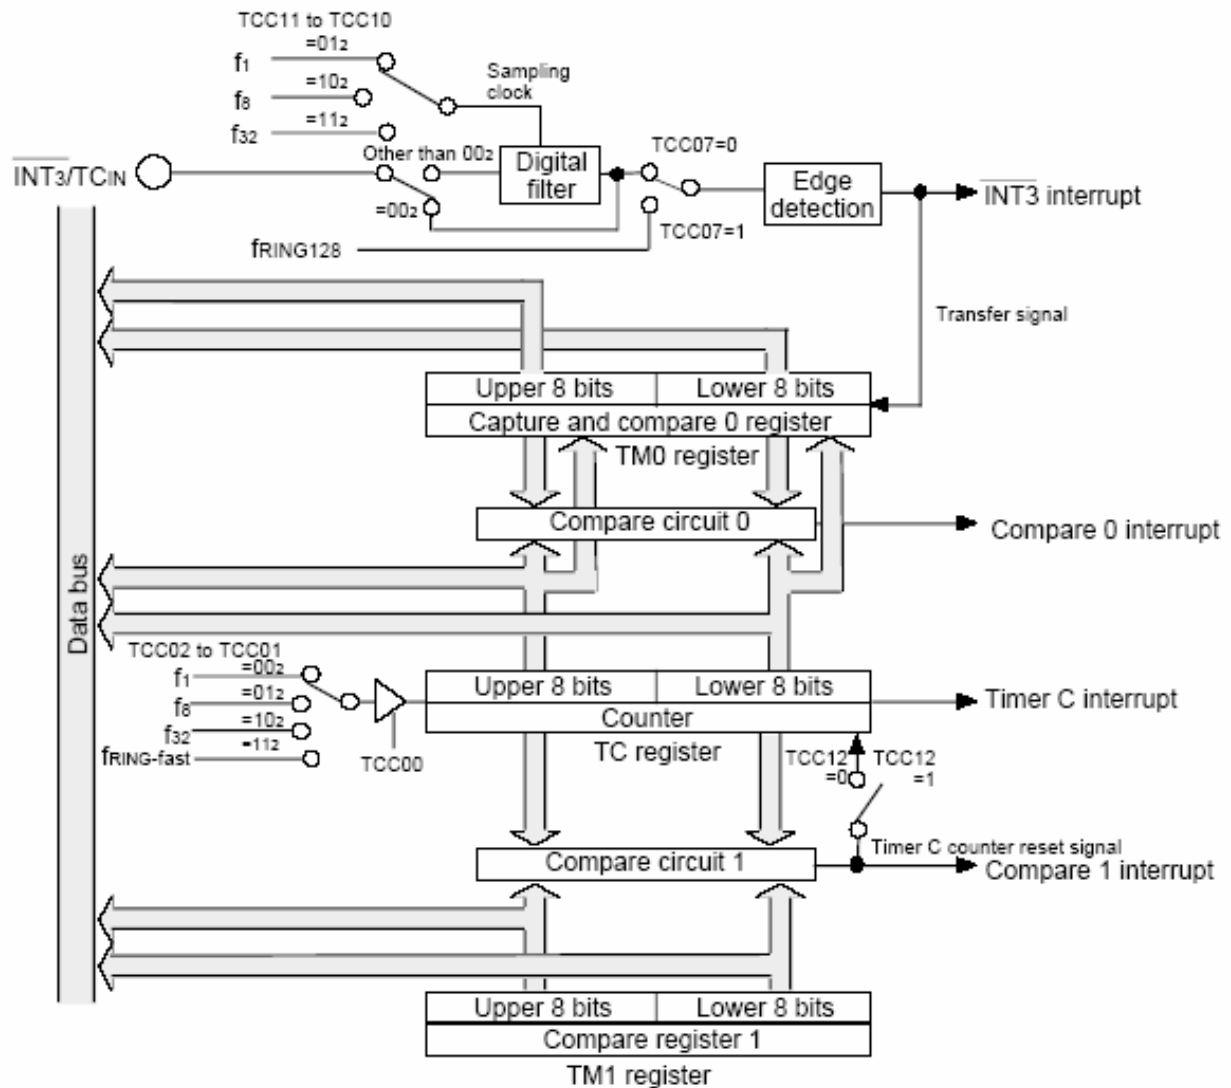 TCC11 to TCC10
=01₂
f₁
=10₂
f₈
=11₂
f₃₂
Sampling
clock
I̅N̅T̅₃̅/TCIN
Other than 00₂
=00₂
Digital
filter
TCC07=0
TCC07=1
Edge
detection
I̅N̅T̅3̅ interrupt
fRING128
Transfer signal
Upper 8 bits
Lower 8 bits
Capture and compare 0 register
TM0 register
Compare circuit 0
Compare 0 interrupt
Data bus
TCC02 to TCC01
f₁
=00₂
f₈
=01₂
f₃₂
=10₂
fRING-fast
=11₂
TCC00
Upper 8 bits
Lower 8 bits
Counter
TC register
Timer C interrupt
TCC12
=0
TCC12
=1
Timer C counter reset signal
Compare circuit 1
Compare 1 interrupt
Upper 8 bits
Lower 8 bits
Compare register 1
TM1 register